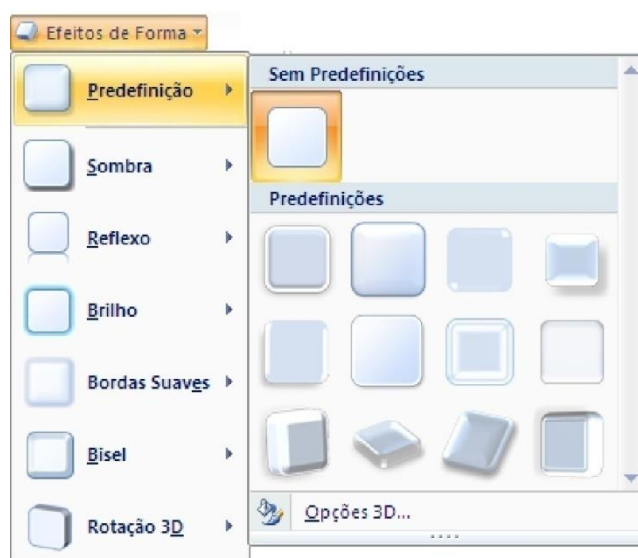 Efeitos de Forma
Predefinição
Sombra
Reflexo
Brilho
Bordas Suaves
Bisel
Rotação 3D
Sem Predefinições
Predefinições
Opções 3D...